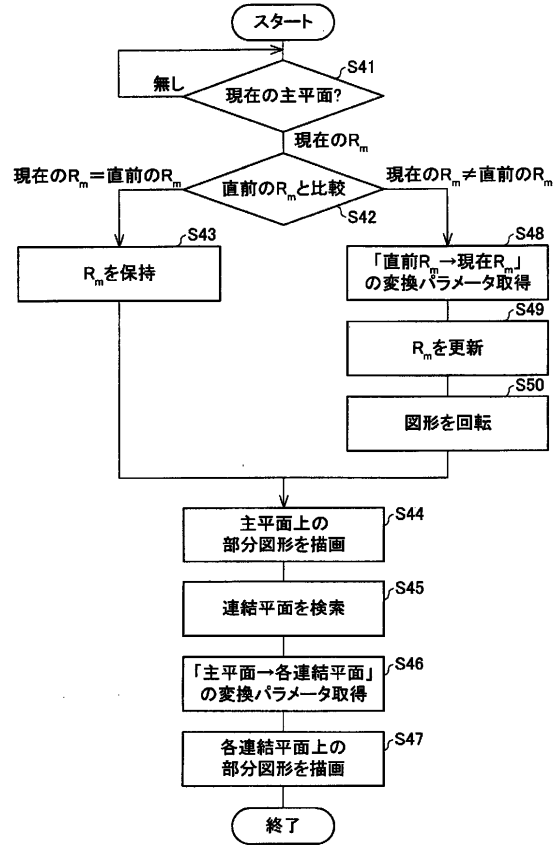 スタート
S41
無し
現在の主平面?
現在のRm
現在のRm=直前のRm
現在のRm≠直前のRm
直前のRmと比較
S42
S43
Rmを保持
S48
「直前Rm→現在Rm」
の変換パラメータ取得
S49
Rmを更新
S50
図形を回転
S44
主平面上の
部分図形を描画
S45
連結平面を検索
S46
「主平面→各連結平面」
の変換パラメータ取得
S47
各連結平面上の
部分図形を描画
終了